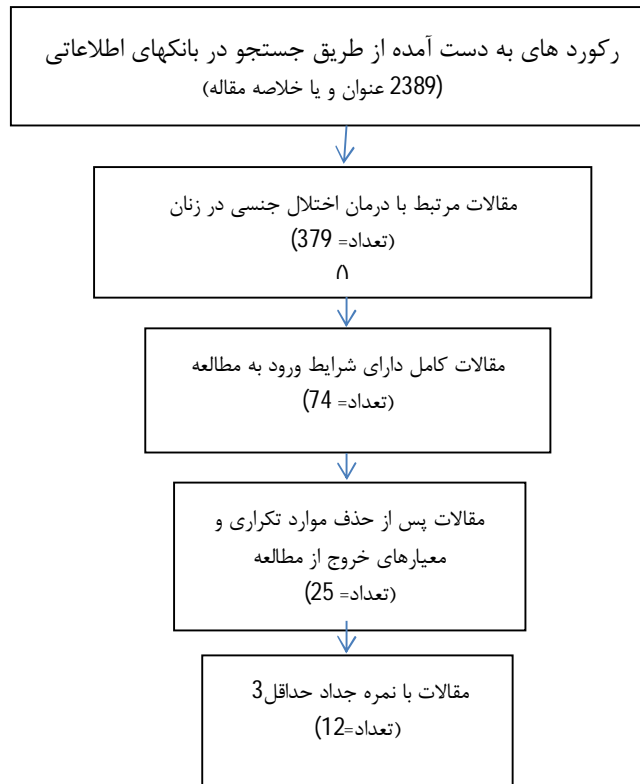 رکورد های به دست آمده از طریق جستجو در بانکهای اطلاعاتی
(2389 عنوان و یا خلاصه مقاله)
مقالات مرتبط با درمان اختلال جنسی در زنان
(تعداد= 379)
مقالات کامل دارای شرایط ورود به مطالعه
(تعداد= 74)
مقالات پس از حذف موارد تکراری و
معیارهای خروج از مطالعه
(تعداد= 25)
مقالات با نمره جداد حداقل3
(تعداد=12)